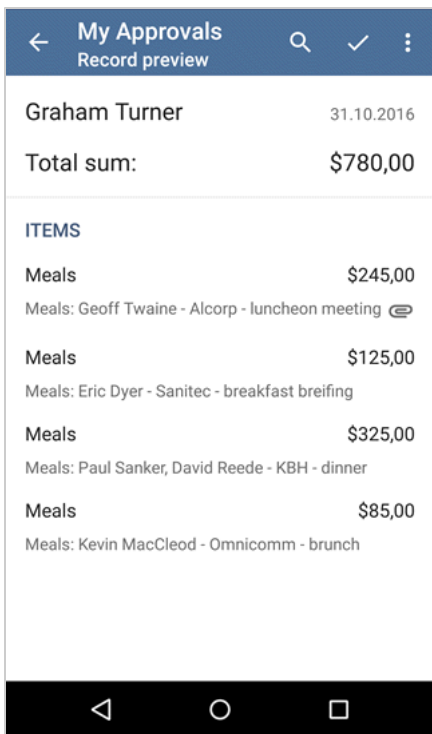 My Approvals
Record preview
Graham Turner 31.10.2016
Total sum: $780,00
ITEMS
Meals $245,00
Meals: Geoff Twaine - Alcorp - luncheon meeting
Meals $125,00
Meals: Eric Dyer - Sanitec - breakfast breifing
Meals $325,00
Meals: Paul Sanker, David Reede - KBH - dinner
Meals $85,00
Meals: Kevin MacCleod - Omnicomm - brunch